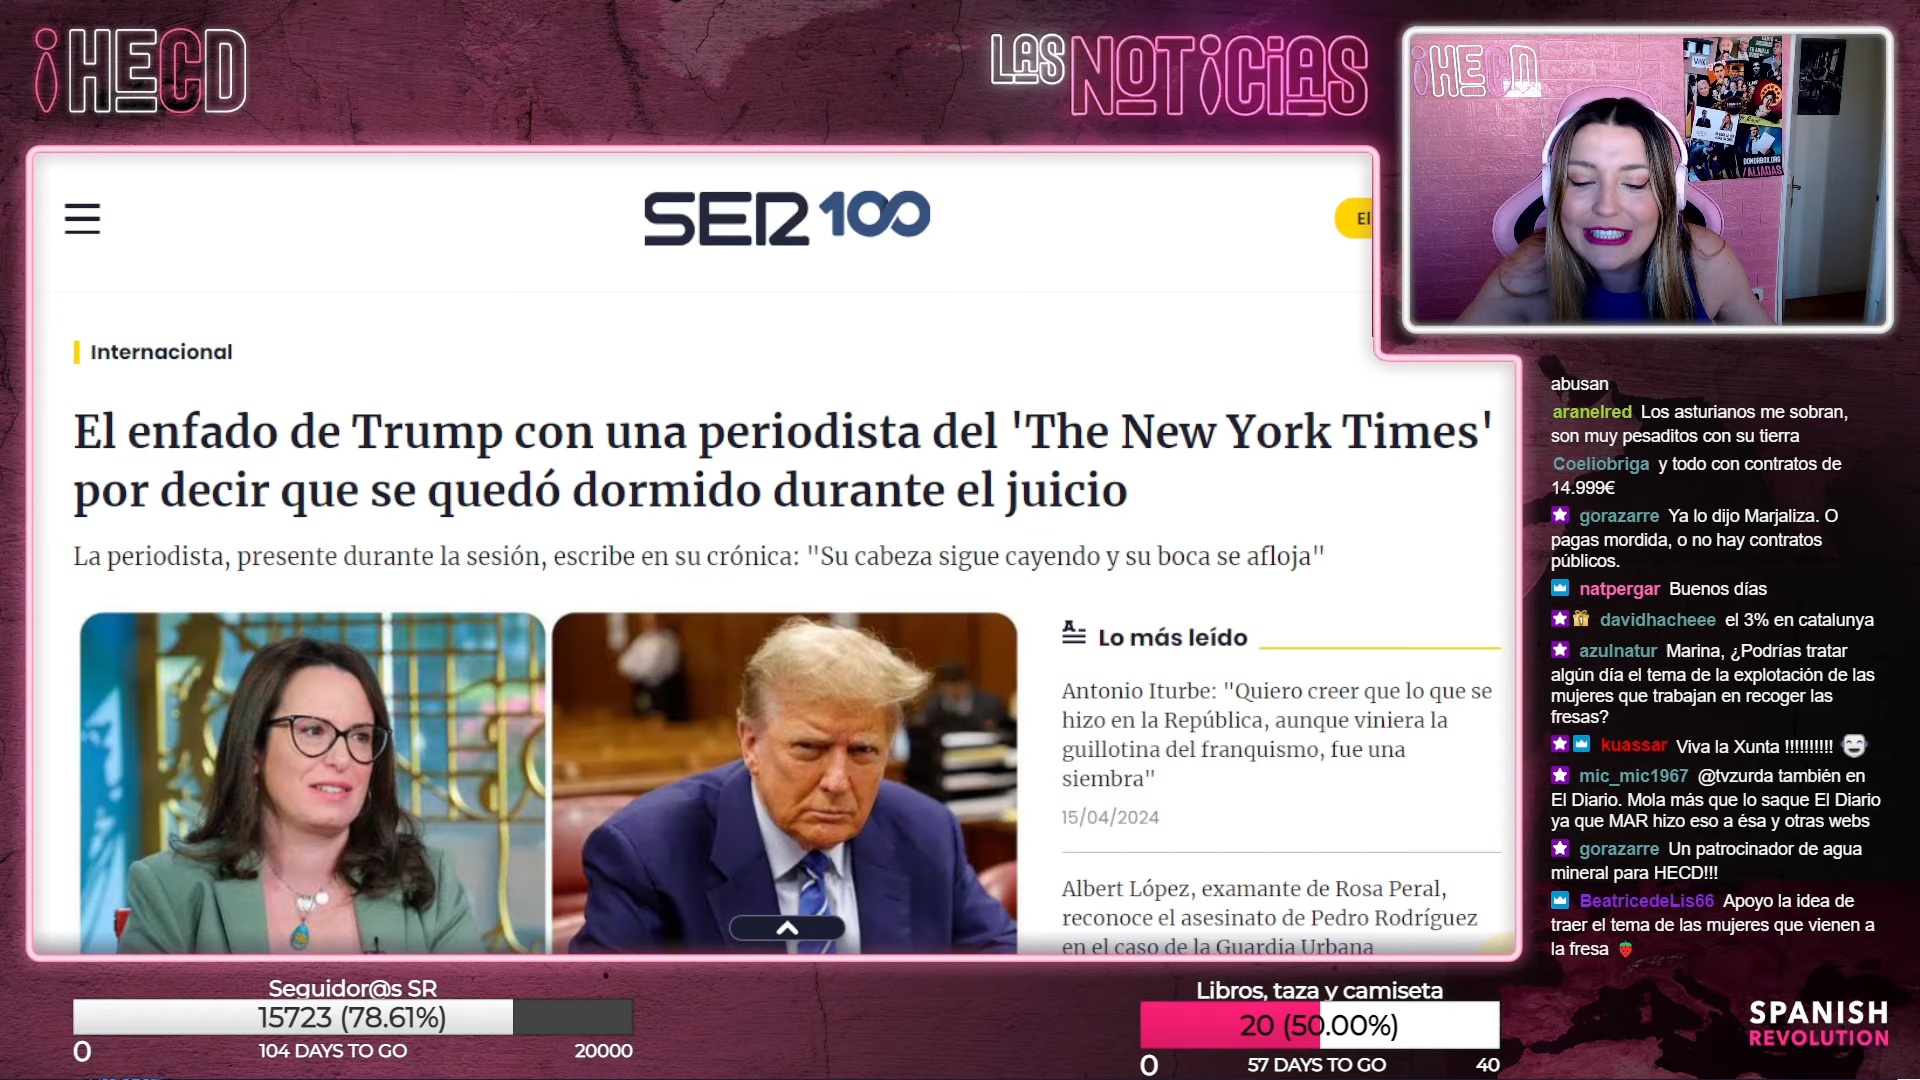 ¡HECD
LAS NOTICIAS
¡HECD
DONORBOX.ORG
/ALIADAS
SER 100
El
Internacional
El enfado de Trump con una periodista del 'The New York Times'
por decir que se quedó dormido durante el juicio
La periodista, presente durante la sesión, escribe en su crónica: "Su cabeza sigue cayendo y su boca se afloja"
Lo más leído
Antonio Iturbe: "Quiero creer que lo que se
hizo en la República, aunque viniera la
guillotina del franquismo, fue una
siembra"
15/04/2024
Albert López, examante de Rosa Peral,
reconoce el asesinato de Pedro Rodríguez
en el caso de la Guardia Urbana
abusan
aranelred Los asturianos me sobran,
son muy pesaditos con su tierra
Coeliobriga y todo con contratos de
14.999€
gorazarre Ya lo dijo Marjaliza. O
pagas mordida, o no hay contratos
públicos.
natpergar Buenos días
davidhacheee el 3% en catalunya
azulnatur Marina, ¿Podrías tratar
algún día el tema de la explotación de las
mujeres que trabajan en recoger las
fresas?
kuassar Viva la Xunta !!!!!!!!!!
mic_mic1967 @tvzurda también en
El Diario. Mola más que lo saque El Diario
ya que MAR hizo eso a ésa y otras webs
gorazarre Un patrocinador de agua
mineral para HECD!!!
BeatricedeLis66 Apoyo la idea de
traer el tema de las mujeres que vienen a
la fresa 🍓
Seguidor@s SR
15723 (78.61%)
0 104 DAYS TO GO 20000
Libros, taza y camiseta
20 (50.00%)
0 57 DAYS TO GO 40
SPANISH
REVOLUTION